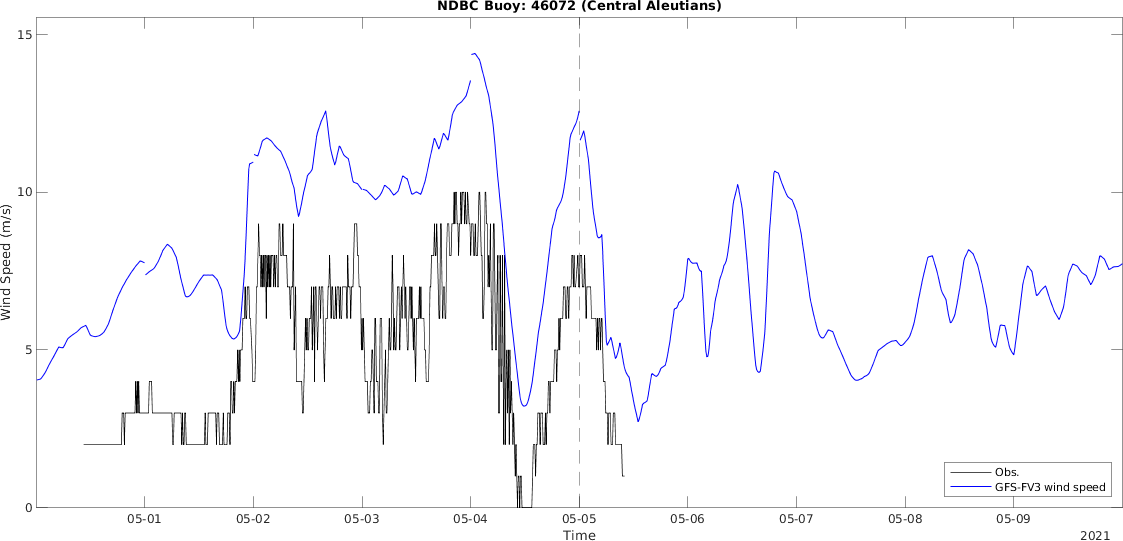 NDBC Buoy: 46072 (Central Aleutians)
15
10
5
0
Wind Speed (m/s)
Obs.
GFS-FV3 wind speed
05-01 05-02 05-03 05-04 05-05 05-06 05-07 05-08 05-09
Time
2021